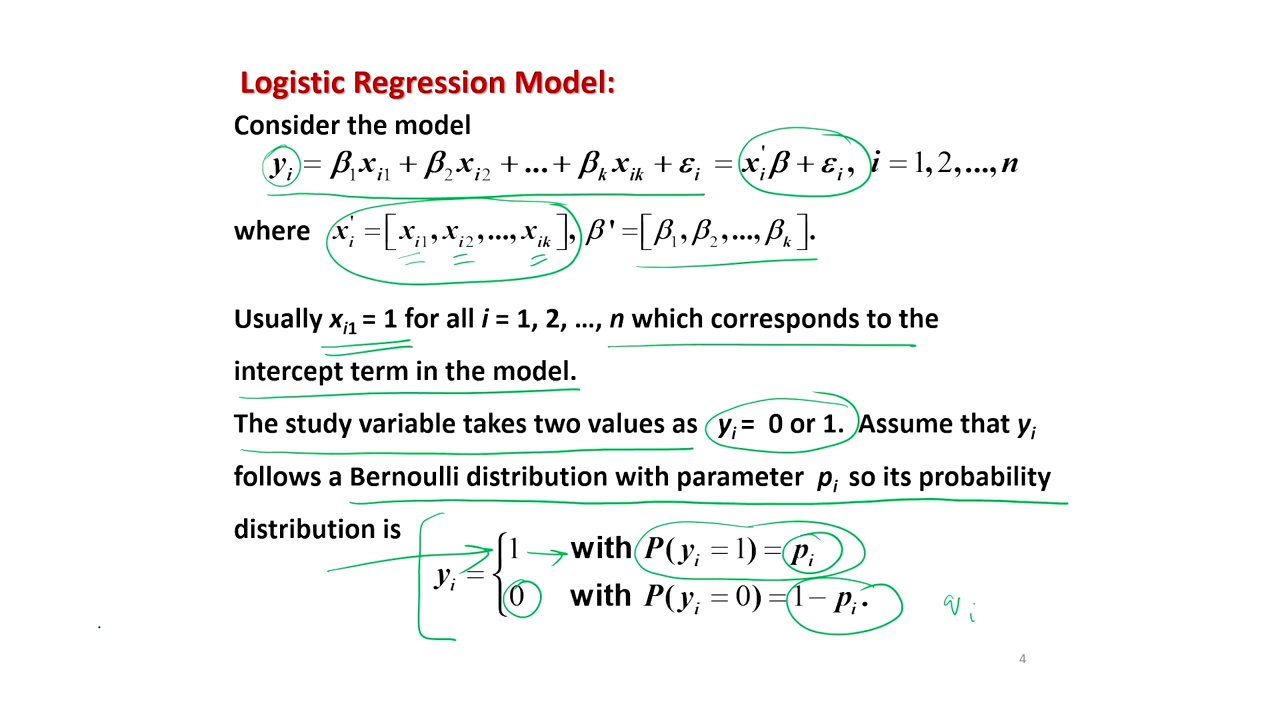 Logistic Regression Model:
Consider the model
yᵢ = β₁xᵢ₁ + β₂xᵢ₂ + ... + βₖxᵢₖ + εᵢ = xᵢ'β + εᵢ, i = 1, 2, ..., n
where xᵢ' = [xᵢ₁, xᵢ₂, ..., xᵢₖ], β' = [β₁, β₂, ..., βₖ].
Usually xᵢ₁ = 1 for all i = 1, 2, ..., n which corresponds to the
intercept term in the model.
The study variable takes two values as yᵢ = 0 or 1. Assume that yᵢ
follows a Bernoulli distribution with parameter pᵢ so its probability
distribution is
yᵢ = { 1 with P(yᵢ = 1) = pᵢ
0 with P(yᵢ = 0) = 1 − pᵢ. qᵢ
4